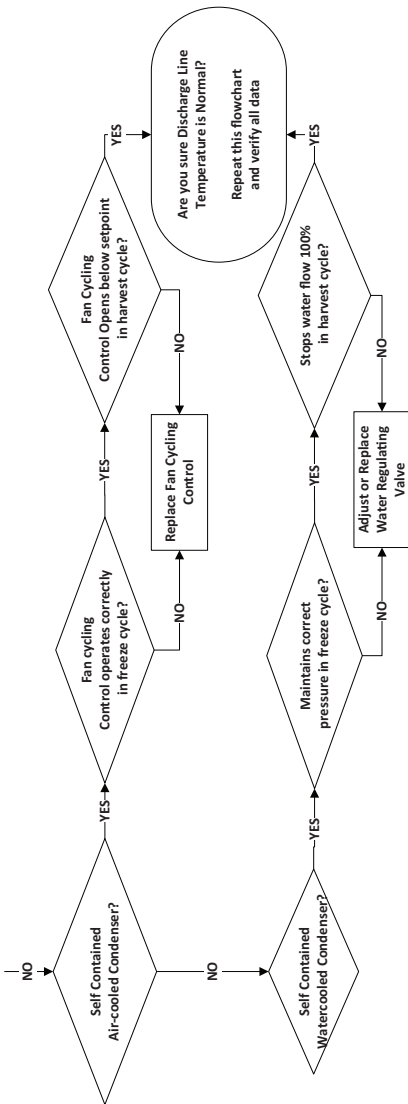 NO
Self Contained
Air-cooled Condenser?
YES
Fan cycling
Control operates correctly
in freeze cycle?
YES
Fan Cycling
Control Opens below setpoint
in harvest cycle?
YES
NO
NO
Replace Fan Cycling
Control
NO
Are you sure Discharge Line
Temperature is Normal?
Repeat this flowchart
and verify all data
Self Contained
Watercooled Condenser?
YES
Maintains correct
pressure in freeze cycle?
YES
Stops water flow 100%
in harvest cycle?
YES
NO
NO
Adjust or Replace
Water Regulating
Valve